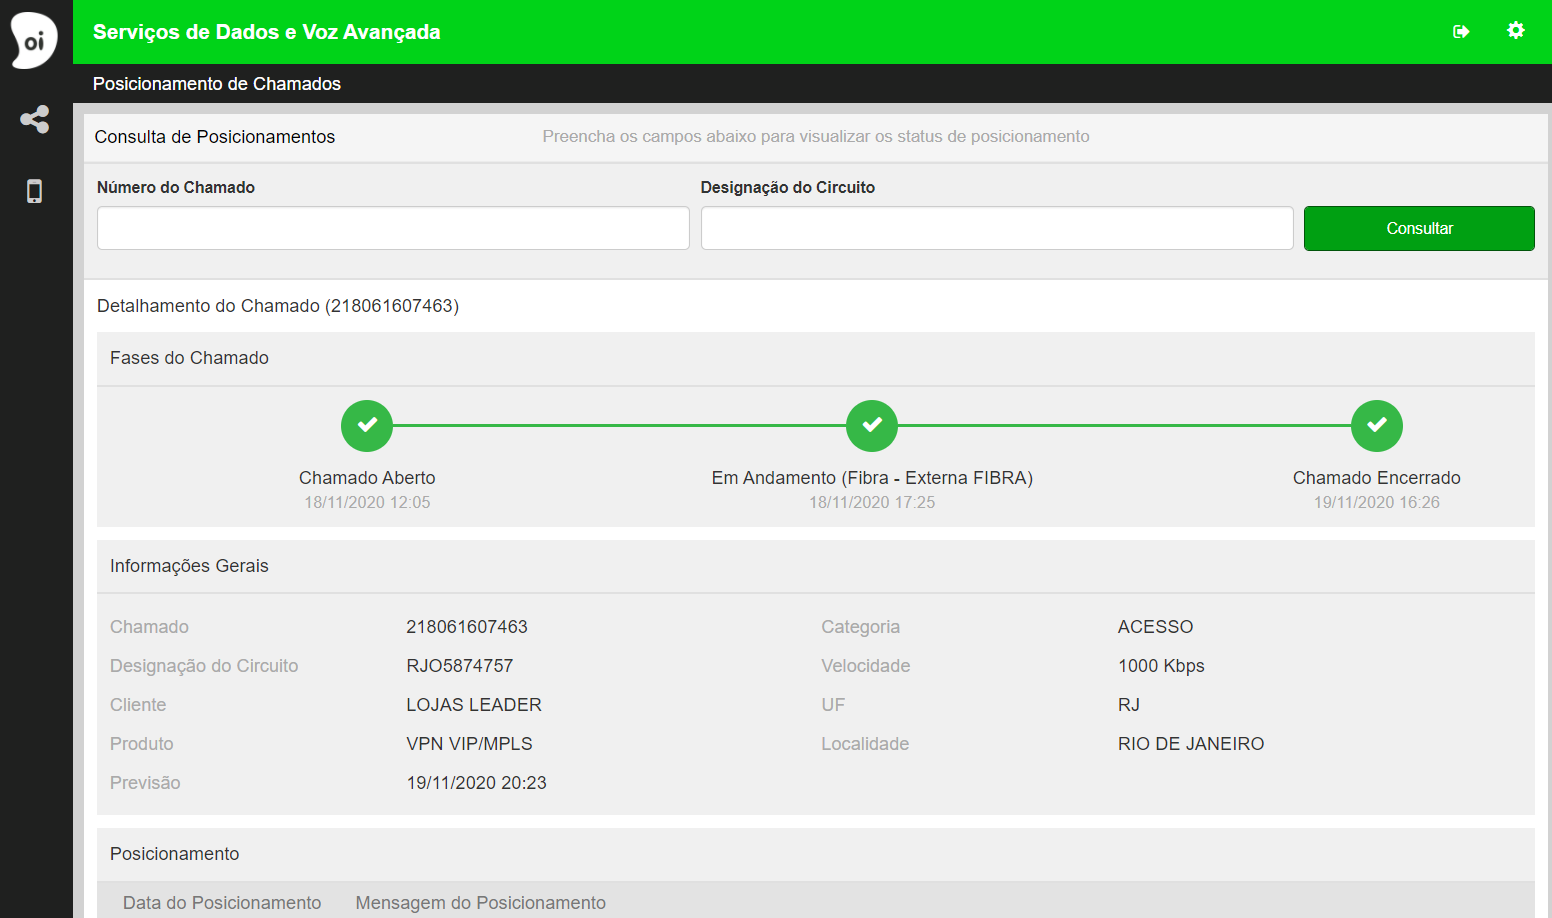 oi
Serviços de Dados e Voz Avançada
Posicionamento de Chamados
Consulta de Posicionamentos Preencha os campos abaixo para visualizar os status de posicionamento
Número do Chamado Designação do Circuito
Consultar
Detalhamento do Chamado (218061607463)
Fases do Chamado
Chamado Aberto Em Andamento (Fibra - Externa FIBRA) Chamado Encerrado
18/11/2020 12:05 18/11/2020 17:25 19/11/2020 16:26
Informações Gerais
Chamado 218061607463 Categoria ACESSO
Designação do Circuito RJO5874757 Velocidade 1000 Kbps
Cliente LOJAS LEADER UF RJ
Produto VPN VIP/MPLS Localidade RIO DE JANEIRO
Previsão 19/11/2020 20:23
Posicionamento
Data do Posicionamento Mensagem do Posicionamento